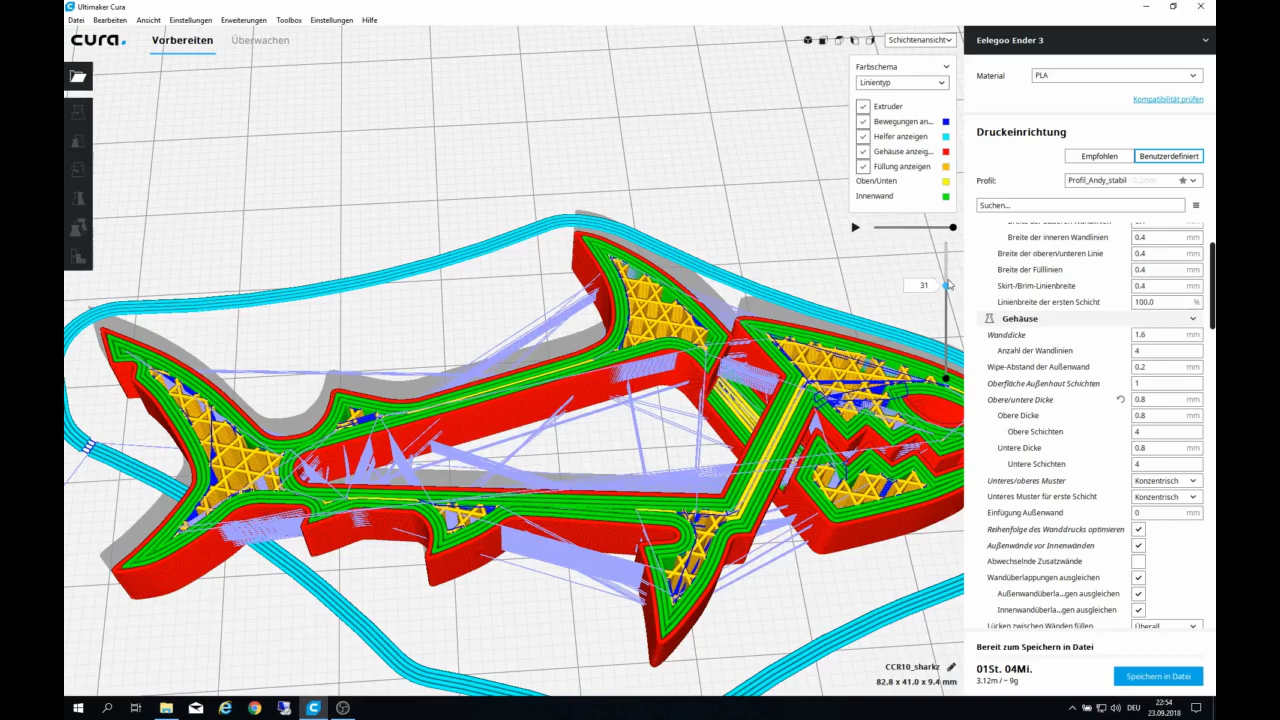 Ultimaker Cura
Datei Bearbeiten Ansicht Einstellungen Erweiterungen Toolbox Einstellungen Hilfe
cura. Vorbereiten Überwachen
Schichtenansicht
Farbschema
Linientyp
Extruder
Bewegungen an...
Helfer anzeigen
Gehäuse anzeig...
Füllung anzeigen
Oben/Unten
Innenwand
31
CCR10_sharkz
82.8 x 41.0 x 9.4 mm
Eelegoo Ender 3
Material PLA
Kompatibilität prüfen
Druckeinrichtung
Empfohlen Benutzerdefiniert
Profil: Profil_Andy_stabil 0.2mm
Suchen...
Breite der inneren Wandlinien 0.4 mm
Breite der oberen/unteren Linie 0.4 mm
Breite der Fülllinien 0.4 mm
Skirt-/Brim-Linienbreite 0.4 mm
Linienbreite der ersten Schicht 100.0 %
Gehäuse
Wanddicke 1.6 mm
Anzahl der Wandlinien 4
Wipe-Abstand der Außenwand 0.2 mm
Oberfläche Außenhaut Schichten 1
Obere/untere Dicke 0.8 mm
Obere Dicke 0.8 mm
Obere Schichten 4
Untere Dicke 0.8 mm
Untere Schichten 4
Unteres/oberes Muster Konzentrisch
Unteres Muster für erste Schicht Konzentrisch
Einfügung Außenwand 0 mm
Reihenfolge des Wanddrucks optimieren
Außenwände vor Innenwänden
Abwechselnde Zusatzwände
Wandüberlappungen ausgleichen
Außenwandüberla...gen ausgleichen
Innenwandüberla...gen ausgleichen
Lücken zwischen Wänden füllen Überall
Bereit zum Speichern in Datei
01St. 04Mi.
3.12m / ~ 9g
Speichern in Datei
DEU
22:54
23.09.2018